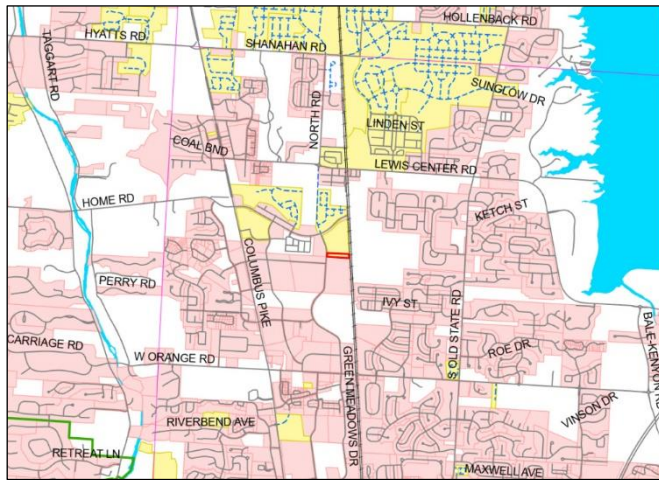 HOLLENBACK RD
HYATTS RD
SHANAHAN RD
TAGGART RD
SUNGLOW DR
NORTH RD
LINDEN ST
COAL BND
LEWIS CENTER RD
HOME RD
KETCH ST
COLUMBUS PIKE
PERRY RD
IVY ST
S OLD STATE RD
BALE-KENYON RD
CARRIAGE RD
ROE DR
W ORANGE RD
GREEN MEADOWS DR
VINSON DR
RIVERBEND AVE
RETREAT LN
MAXWELL AVE